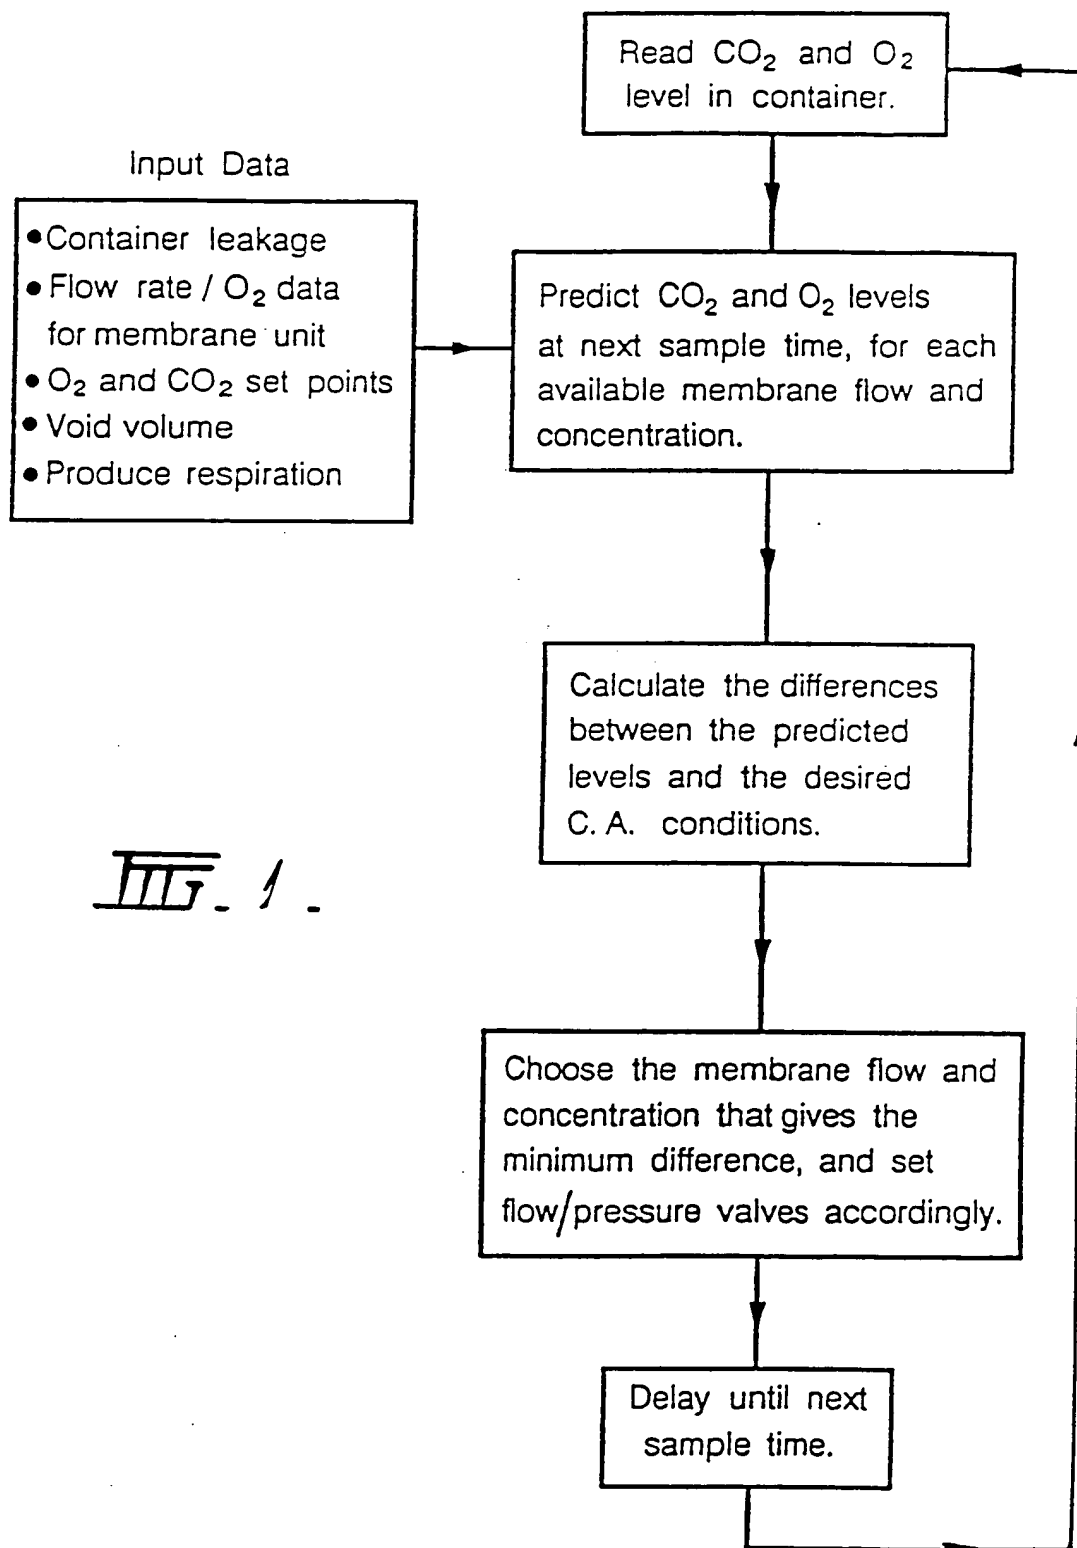 Read CO₂ and O₂
level in container.
Input Data
• Container leakage
• Flow rate / O₂ data
for membrane unit
• O₂ and CO₂ set points
• Void volume
• Produce respiration
Predict CO₂ and O₂ levels
at next sample time, for each
available membrane flow and
concentration.
Calculate the differences
between the predicted
levels and the desired
C. A. conditions.
FIG. 1.
Choose the membrane flow and
concentration that gives the
minimum difference, and set
flow/pressure valves accordingly.
Delay until next
sample time.